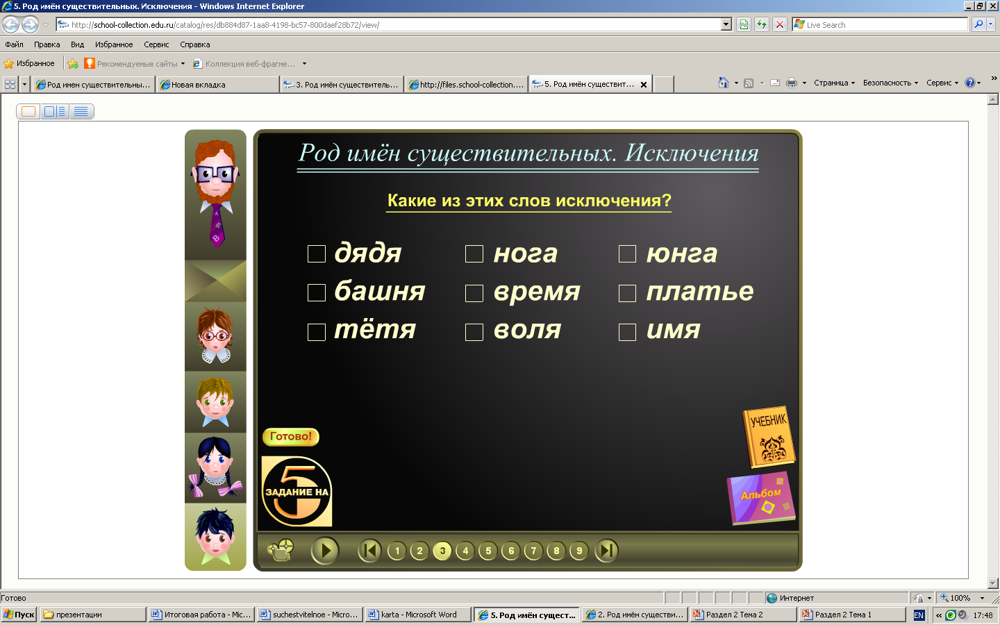 5. Род имён существительных. Исключения - Windows Internet Explorer
http://school-collection.edu.ru/catalog/res/db884d87-1aa8-4198-bc57-800daef28b72/view/
Live Search
Файл Правка Вид Избранное Сервис Справка
Избранное Рекомендуемые сайты Коллекция веб-фрагме...
Род имен существительны... Новая вкладка 3. Род имён существитель... http://files.school-collection.... 5. Род имён существит... Страница Безопасность Сервис
Род имён существительных. Исключения
Какие из этих слов исключения?
дядя нога юнга
башня время платье
тётя воля имя
А
Б
В
УЧЕБНИК
Альбом
Готово!
5
ЗАДАНИЕ НА
1 2 3 4 5 6 7 8 9
Готово Интернет 100%
Пуск презентации Итоговая работа - Mic... suchestvitelnoe - Micro... karta - Microsoft Word 5. Род имён сущест... 2. Род имён существи... Раздел 2 Тема 2 Раздел 2 Тема 1 EN 17:48